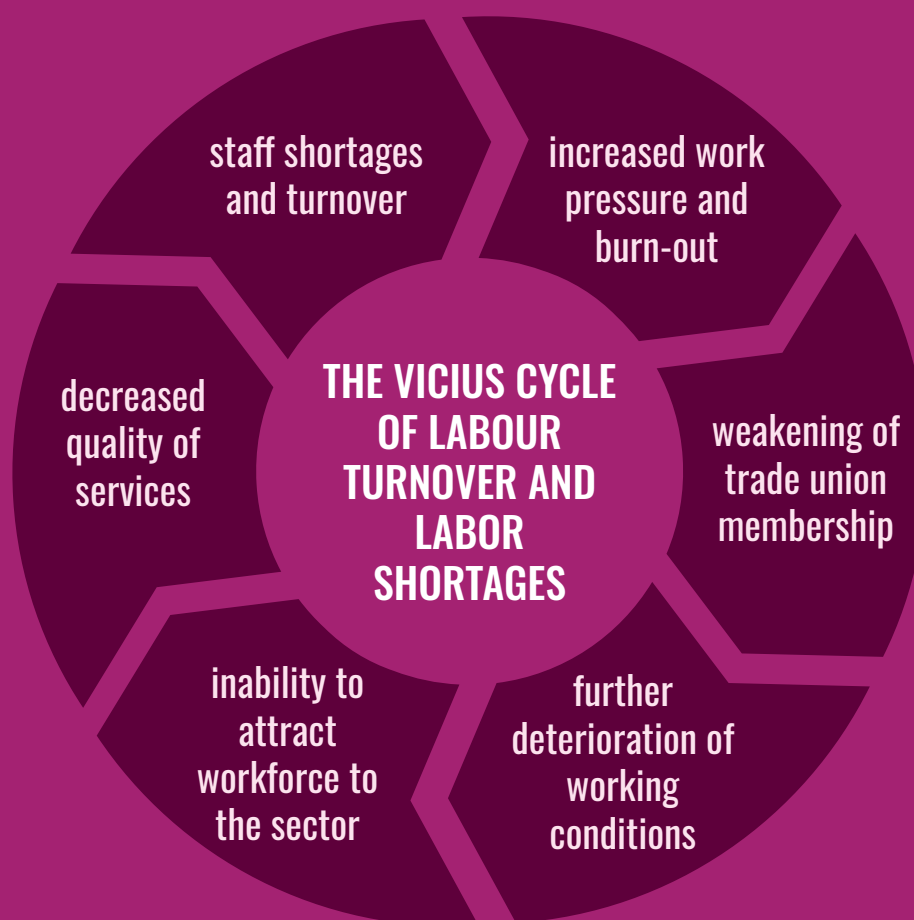 staff shortages
and turnover
increased work
pressure and
burn-out
weakening of
trade union
membership
further
deterioration of
working
conditions
inability to
attract
workforce to
the sector
decreased
quality of
services
THE VICIUS CYCLE
OF LABOUR
TURNOVER AND
LABOR
SHORTAGES